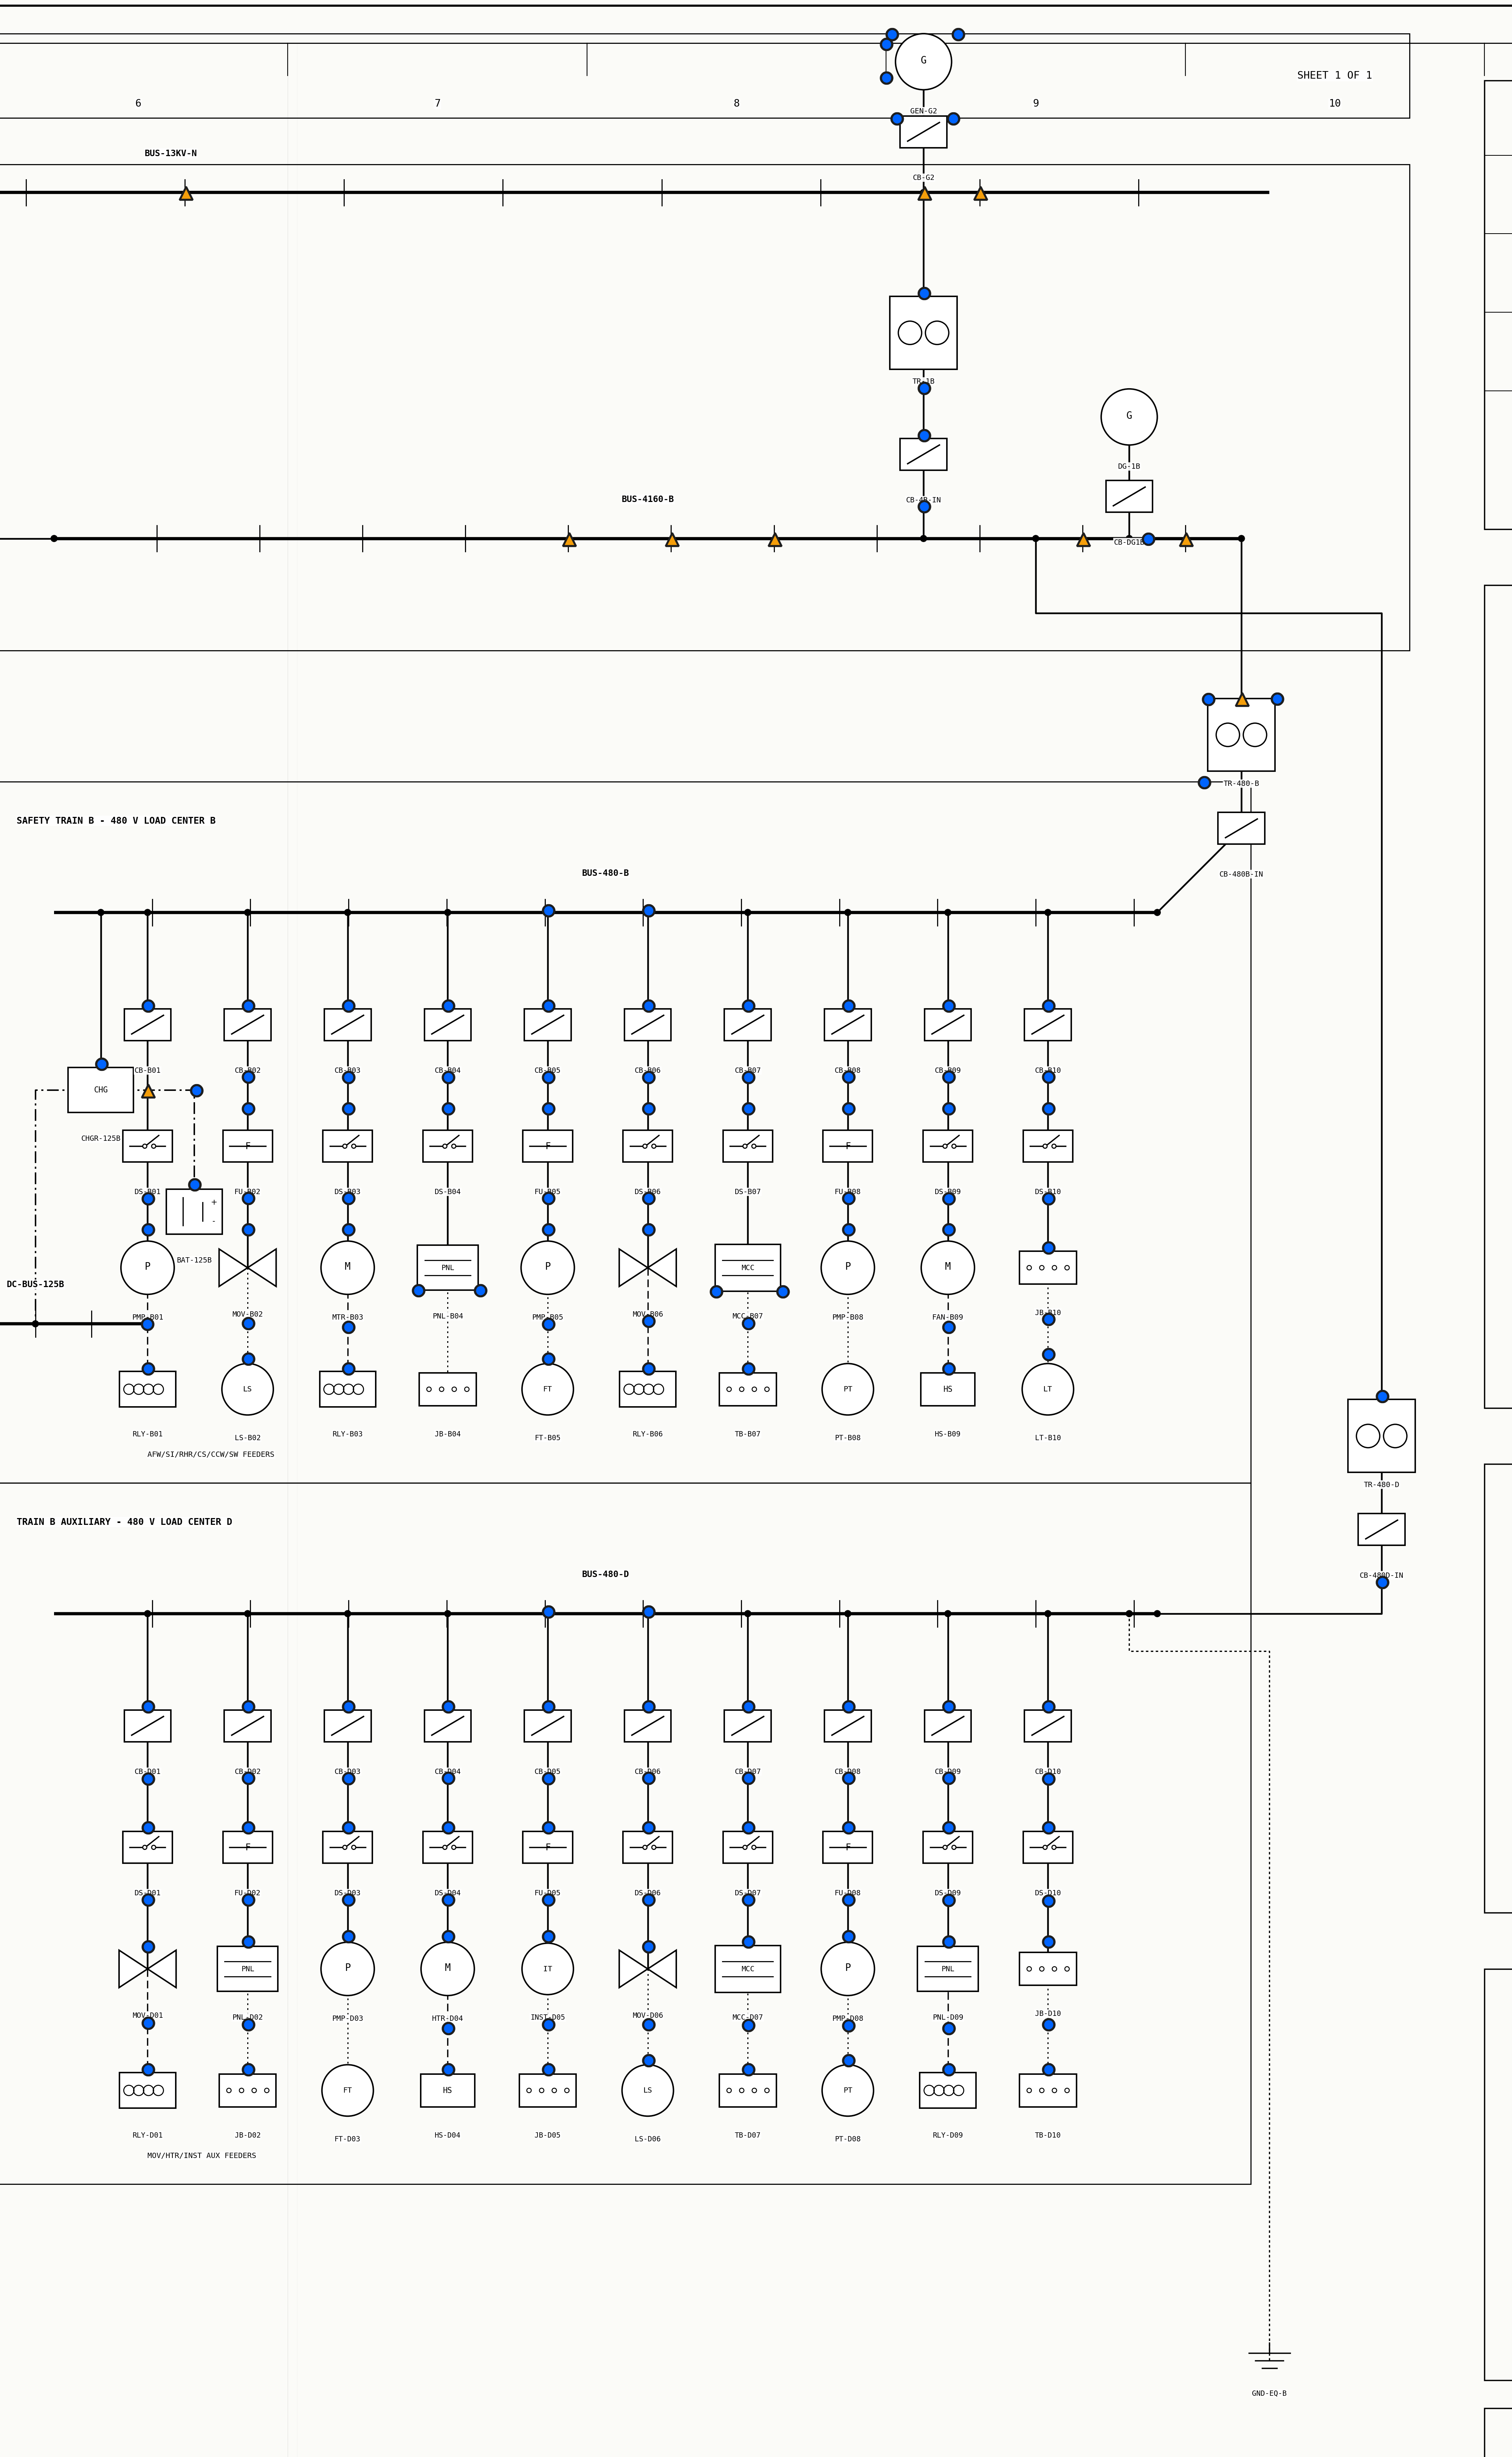 G
SHEET 1 OF 1
6 7 8 9 10
GEN-G2
BUS-13KV-N
CB-G2
TR-1B
G
DG-1B
BUS-4160-B
CB-4B-IN
CB-DG1B
TR-480-B
SAFETY TRAIN B - 480 V LOAD CENTER B
BUS-480-B
CB-480B-IN
CB-B01 CB-B02 CB-B03 CB-B04 CB-B05 CB-B06 CB-B07 CB-B08 CB-B09 CB-B10
CHG
CHGR-125B
F F F
DS-B01 FU-B02 DS-B03 DS-B04 FU-B05 DS-B06 DS-B07 FU-B08 DS-B09 DS-B10
+
-
BAT-125B
P M PNL P MCC P M
DC-BUS-125B
PMP-B01 MOV-B02 MTR-B03 PNL-B04 PMP-B05 MOV-B06 MCC-B07 PMP-B08 FAN-B09 JB-B10
LS FT PT HS LT
RLY-B01 LS-B02 RLY-B03 JB-B04 FT-B05 RLY-B06 TB-B07 PT-B08 HS-B09 LT-B10
AFW/SI/RHR/CS/CCW/SW FEEDERS
TR-480-D
TRAIN B AUXILIARY - 480 V LOAD CENTER D
BUS-480-D
CB-480D-IN
CB-D01 CB-D02 CB-D03 CB-D04 CB-D05 CB-D06 CB-D07 CB-D08 CB-D09 CB-D10
F F F
DS-D01 FU-D02 DS-D03 DS-D04 FU-D05 DS-D06 DS-D07 FU-D08 DS-D09 DS-D10
PNL P M IT MCC P PNL
MOV-D01 PNL-D02 PMP-D03 HTR-D04 INST-D05 MOV-D06 MCC-D07 PMP-D08 PNL-D09 JB-D10
FT HS LS PT
RLY-D01 JB-D02 FT-D03 HS-D04 JB-D05 LS-D06 TB-D07 PT-D08 RLY-D09 TB-D10
MOV/HTR/INST AUX FEEDERS
GND-EQ-B